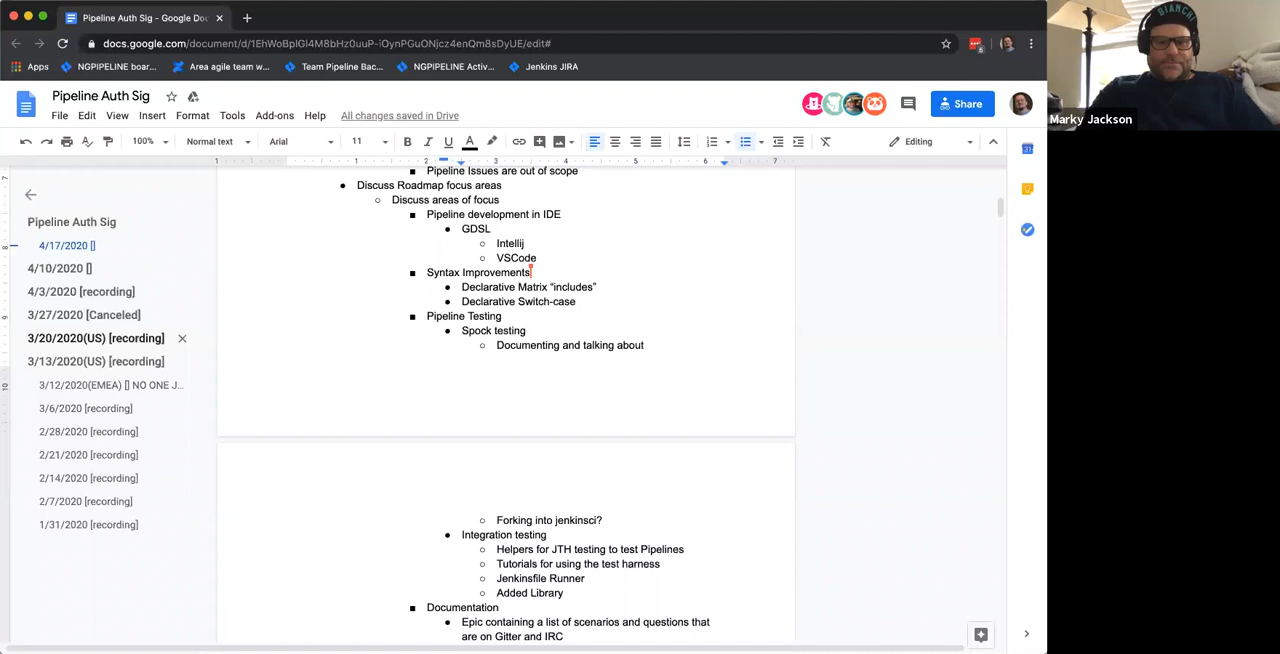 Pipeline Auth Sig - Google Doc
docs.google.com/document/d/1EhWoBplGl4M8bHz0uuP-iOynPGuONjcz4enQm8sDyUE/edit#
Apps
NGPIPELINE boar...
Area agile team w...
Team Pipeline Bac...
NGPIPELINE Activ...
Jenkins JIRA
BIANCHI
Marky Jackson
Pipeline Auth Sig
File Edit View Insert Format Tools Add-ons Help All changes saved in Drive
Share
100% Normal text Arial 11 B I U A Editing
1 1 2 3 4 5 6 7
Pipeline Auth Sig
4/17/2020 []
4/10/2020 []
4/3/2020 [recording]
3/27/2020 [Canceled]
3/20/2020(US) [recording]
3/13/2020(US) [recording]
3/12/2020(EMEA) [] NO ONE J...
3/6/2020 [recording]
2/28/2020 [recording]
2/21/2020 [recording]
2/14/2020 [recording]
2/7/2020 [recording]
1/31/2020 [recording]
Pipeline Issues are out of scope
Discuss Roadmap focus areas
Discuss areas of focus
Pipeline development in IDE
GDSL
Intellij
VSCode
Syntax Improvements
Declarative Matrix “includes”
Declarative Switch-case
Pipeline Testing
Spock testing
Documenting and talking about
Forking into jenkinsci?
Integration testing
Helpers for JTH testing to test Pipelines
Tutorials for using the test harness
Jenkinsfile Runner
Added Library
Documentation
Epic containing a list of scenarios and questions that
are on Gitter and IRC